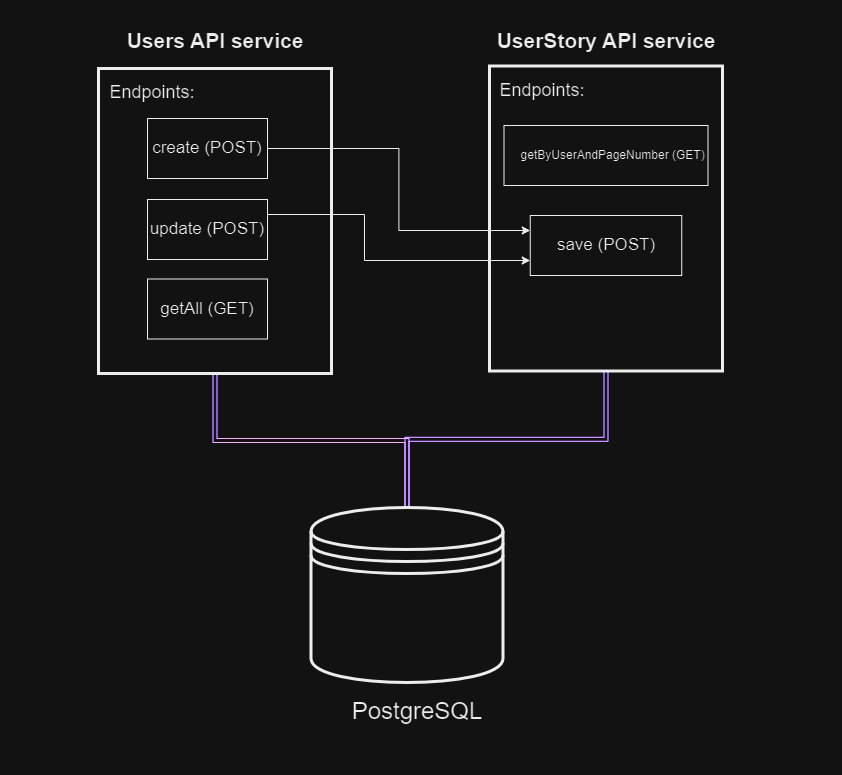 Users API service
Endpoints:
create (POST)
update (POST)
getAll (GET)
UserStory API service
Endpoints:
getByUserAndPageNumber (GET)
save (POST)
PostgreSQL